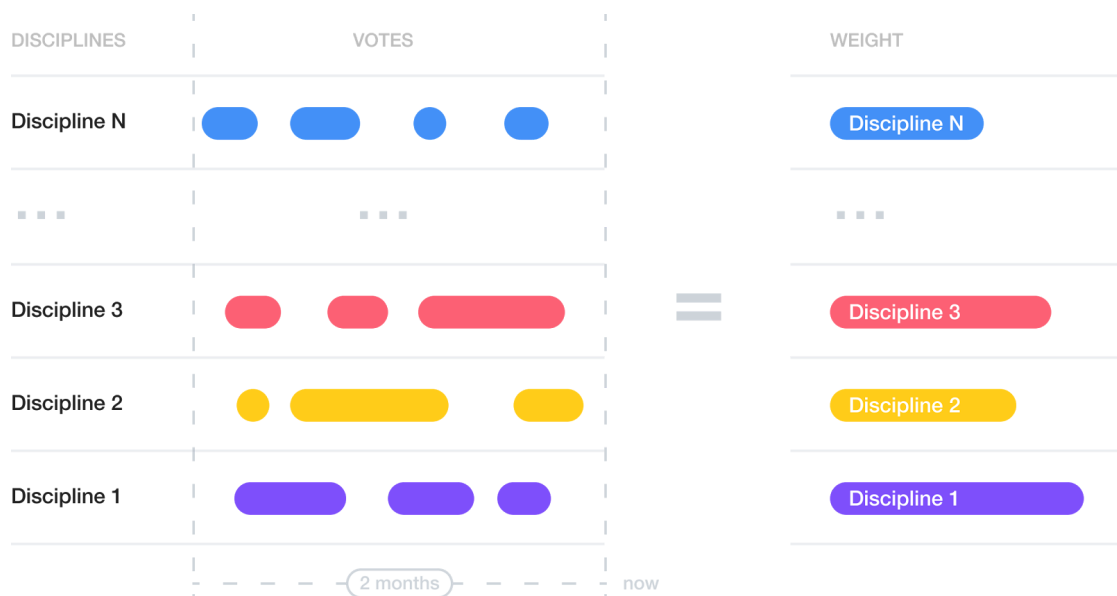 DISCIPLINES VOTES WEIGHT
Discipline N Discipline N
... ... ...
Discipline 3 Discipline 3
Discipline 2 Discipline 2
Discipline 1 Discipline 1
2 months now